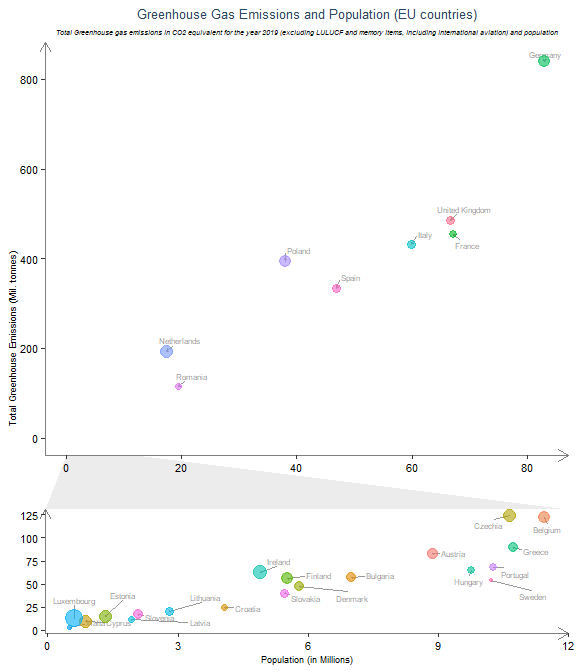 Greenhouse Gas Emissions and Population (EU countries)
Total Greenhouse gas emissions in CO2 equivalent for the year 2019 (excluding LULUCF and memory items, including international aviation) and population
Germany
800
600
United Kingdom
Italy
France
Poland
400
Spain
Netherlands
200
Romania
0
Total Greenhouse Emissions (Mil. tonnes)
0 20 40 60 80
125
Czechia
Belgium
100
Greece
75
Austria
Ireland
Hungary
Portugal
50
Finland
Bulgaria
Slovakia
Denmark
Sweden
25
Luxembourg
Estonia
Lithuania
Croatia
Cyprus
Slovenia
Latvia
0
0 3 6 9 12
Population (in Millions)